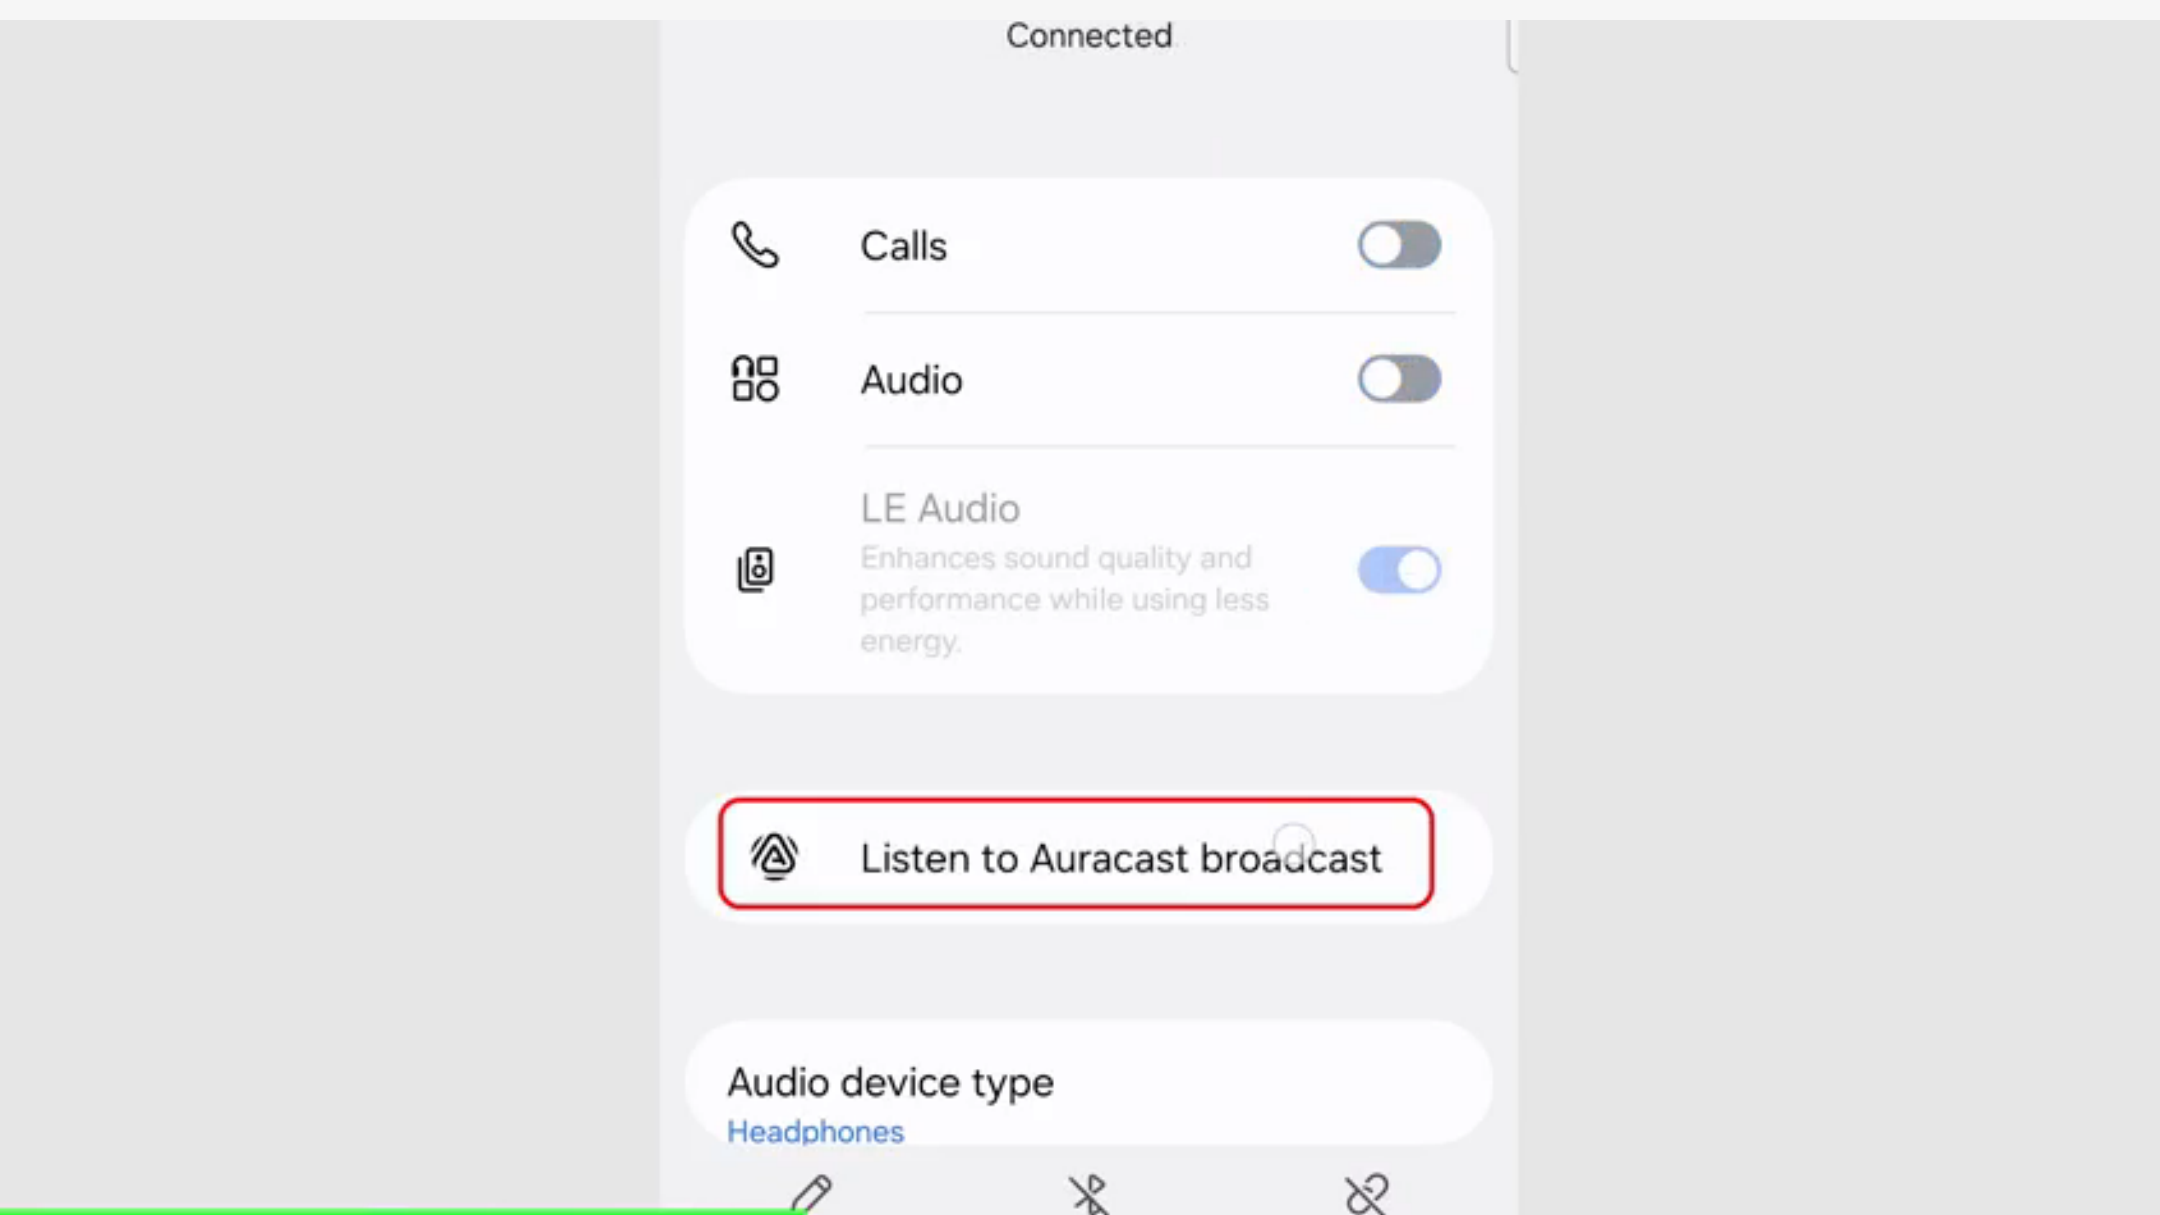 Connected
Calls
Audio
LE Audio
Enhances sound quality and
performance while using less
energy.
Listen to Auracast broadcast
Audio device type
Headphones